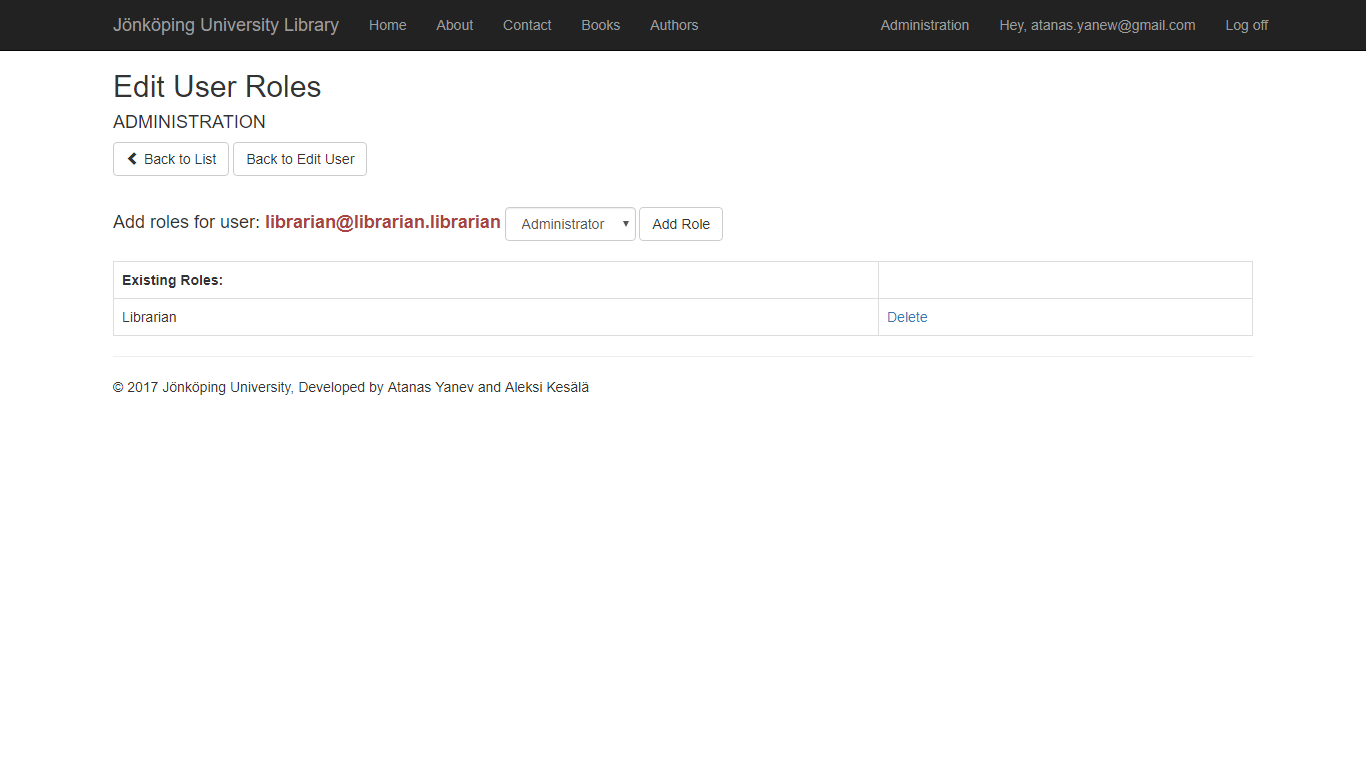 Jönköping University Library Home About Contact Books Authors Administration Hey, atanas.yanew@gmail.com Log off
Edit User Roles
ADMINISTRATION
Back to List Back to Edit User
Add roles for user: librarian@librarian.librarian Administrator Add Role
Existing Roles:
Librarian Delete
© 2017 Jönköping University, Developed by Atanas Yanev and Aleksi Kesälä